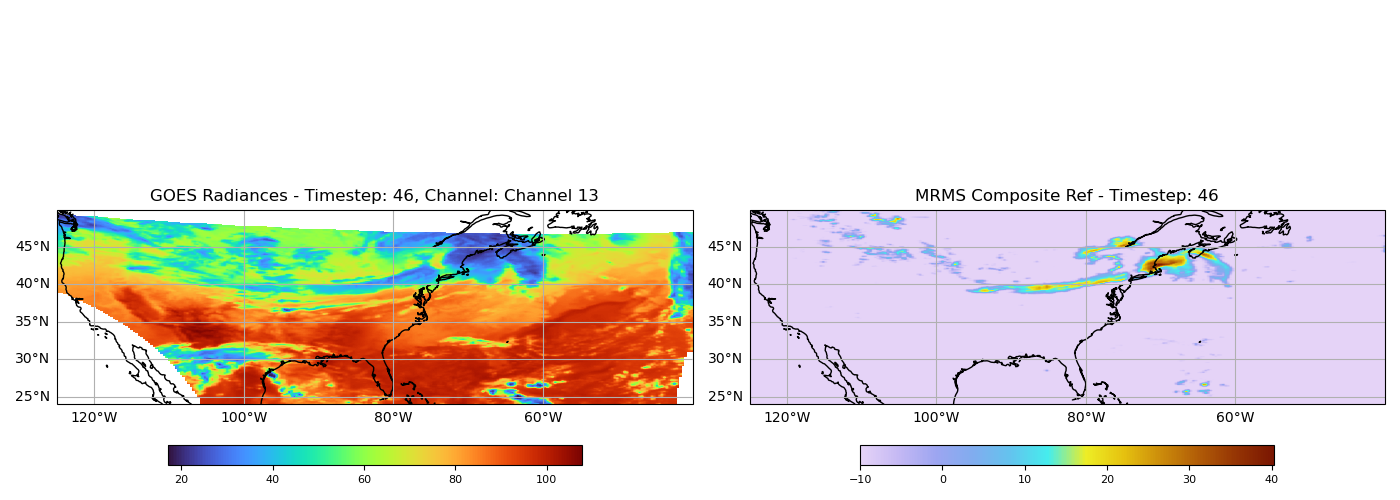 GOES Radiances - Timestep: 46, Channel: Channel 13
45°N
40°N
35°N
30°N
25°N
120°W 100°W 80°W 60°W
20 40 60 80 100
MRMS Composite Ref - Timestep: 46
45°N
40°N
35°N
30°N
25°N
120°W 100°W 80°W 60°W
−10 0 10 20 30 40